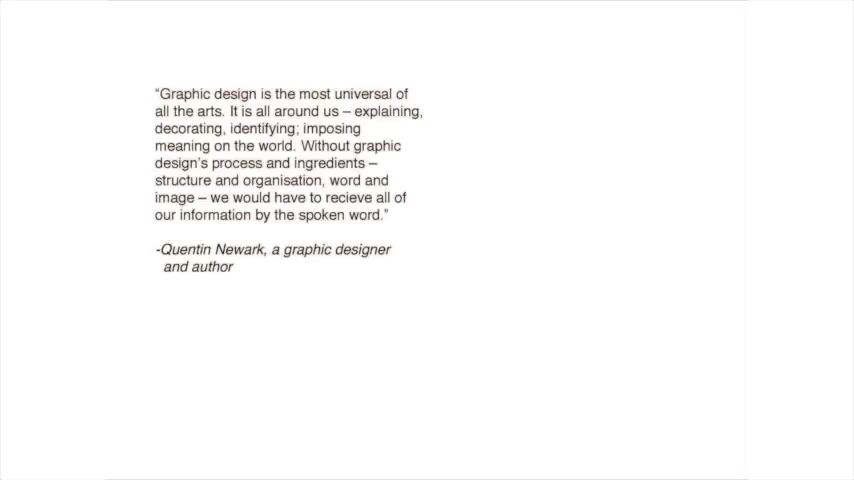 “Graphic design is the most universal of
all the arts. It is all around us – explaining,
decorating, identifying; imposing
meaning on the world. Without graphic
design’s process and ingredients –
structure and organisation, word and
image – we would have to recieve all of
our information by the spoken word.”
-Quentin Newark, a graphic designer
and author